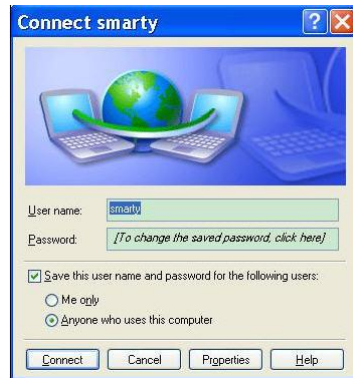 Connect smarty
User name: smarty
Password: [To change the saved password, click here]
Save this user name and password for the following users:
Me only
Anyone who uses this computer
Connect Cancel Properties Help